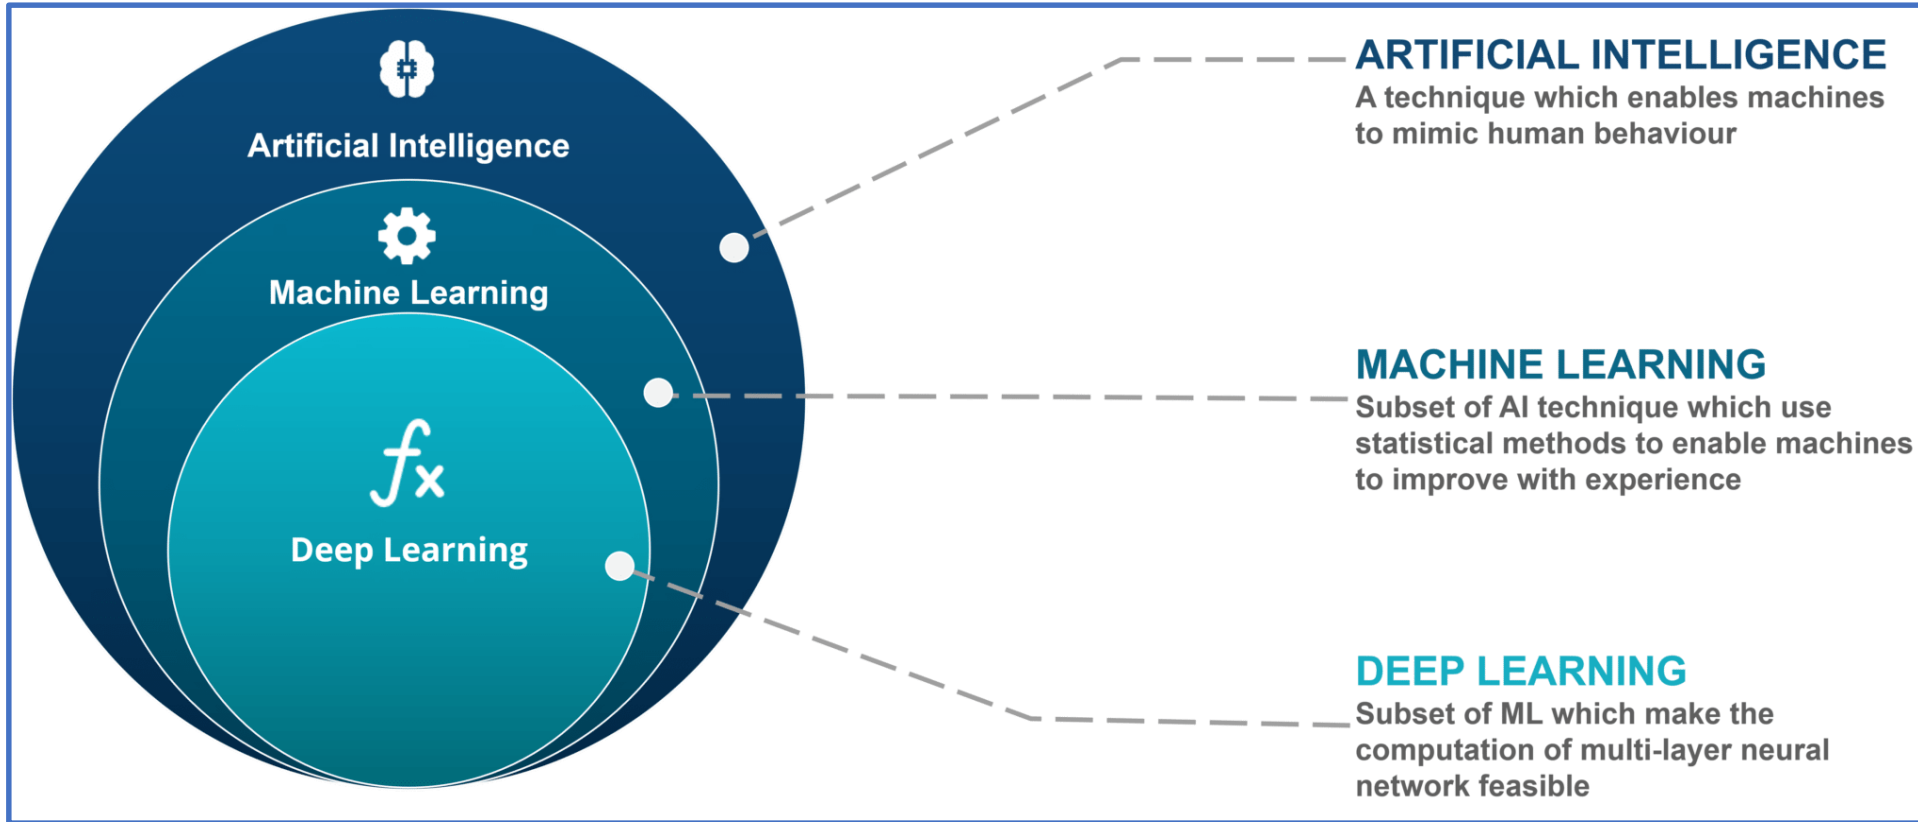 Artificial Intelligence
Machine Learning
fx
Deep Learning
ARTIFICIAL INTELLIGENCE
A technique which enables machines
to mimic human behaviour
MACHINE LEARNING
Subset of AI technique which use
statistical methods to enable machines
to improve with experience
DEEP LEARNING
Subset of ML which make the
computation of multi-layer neural
network feasible